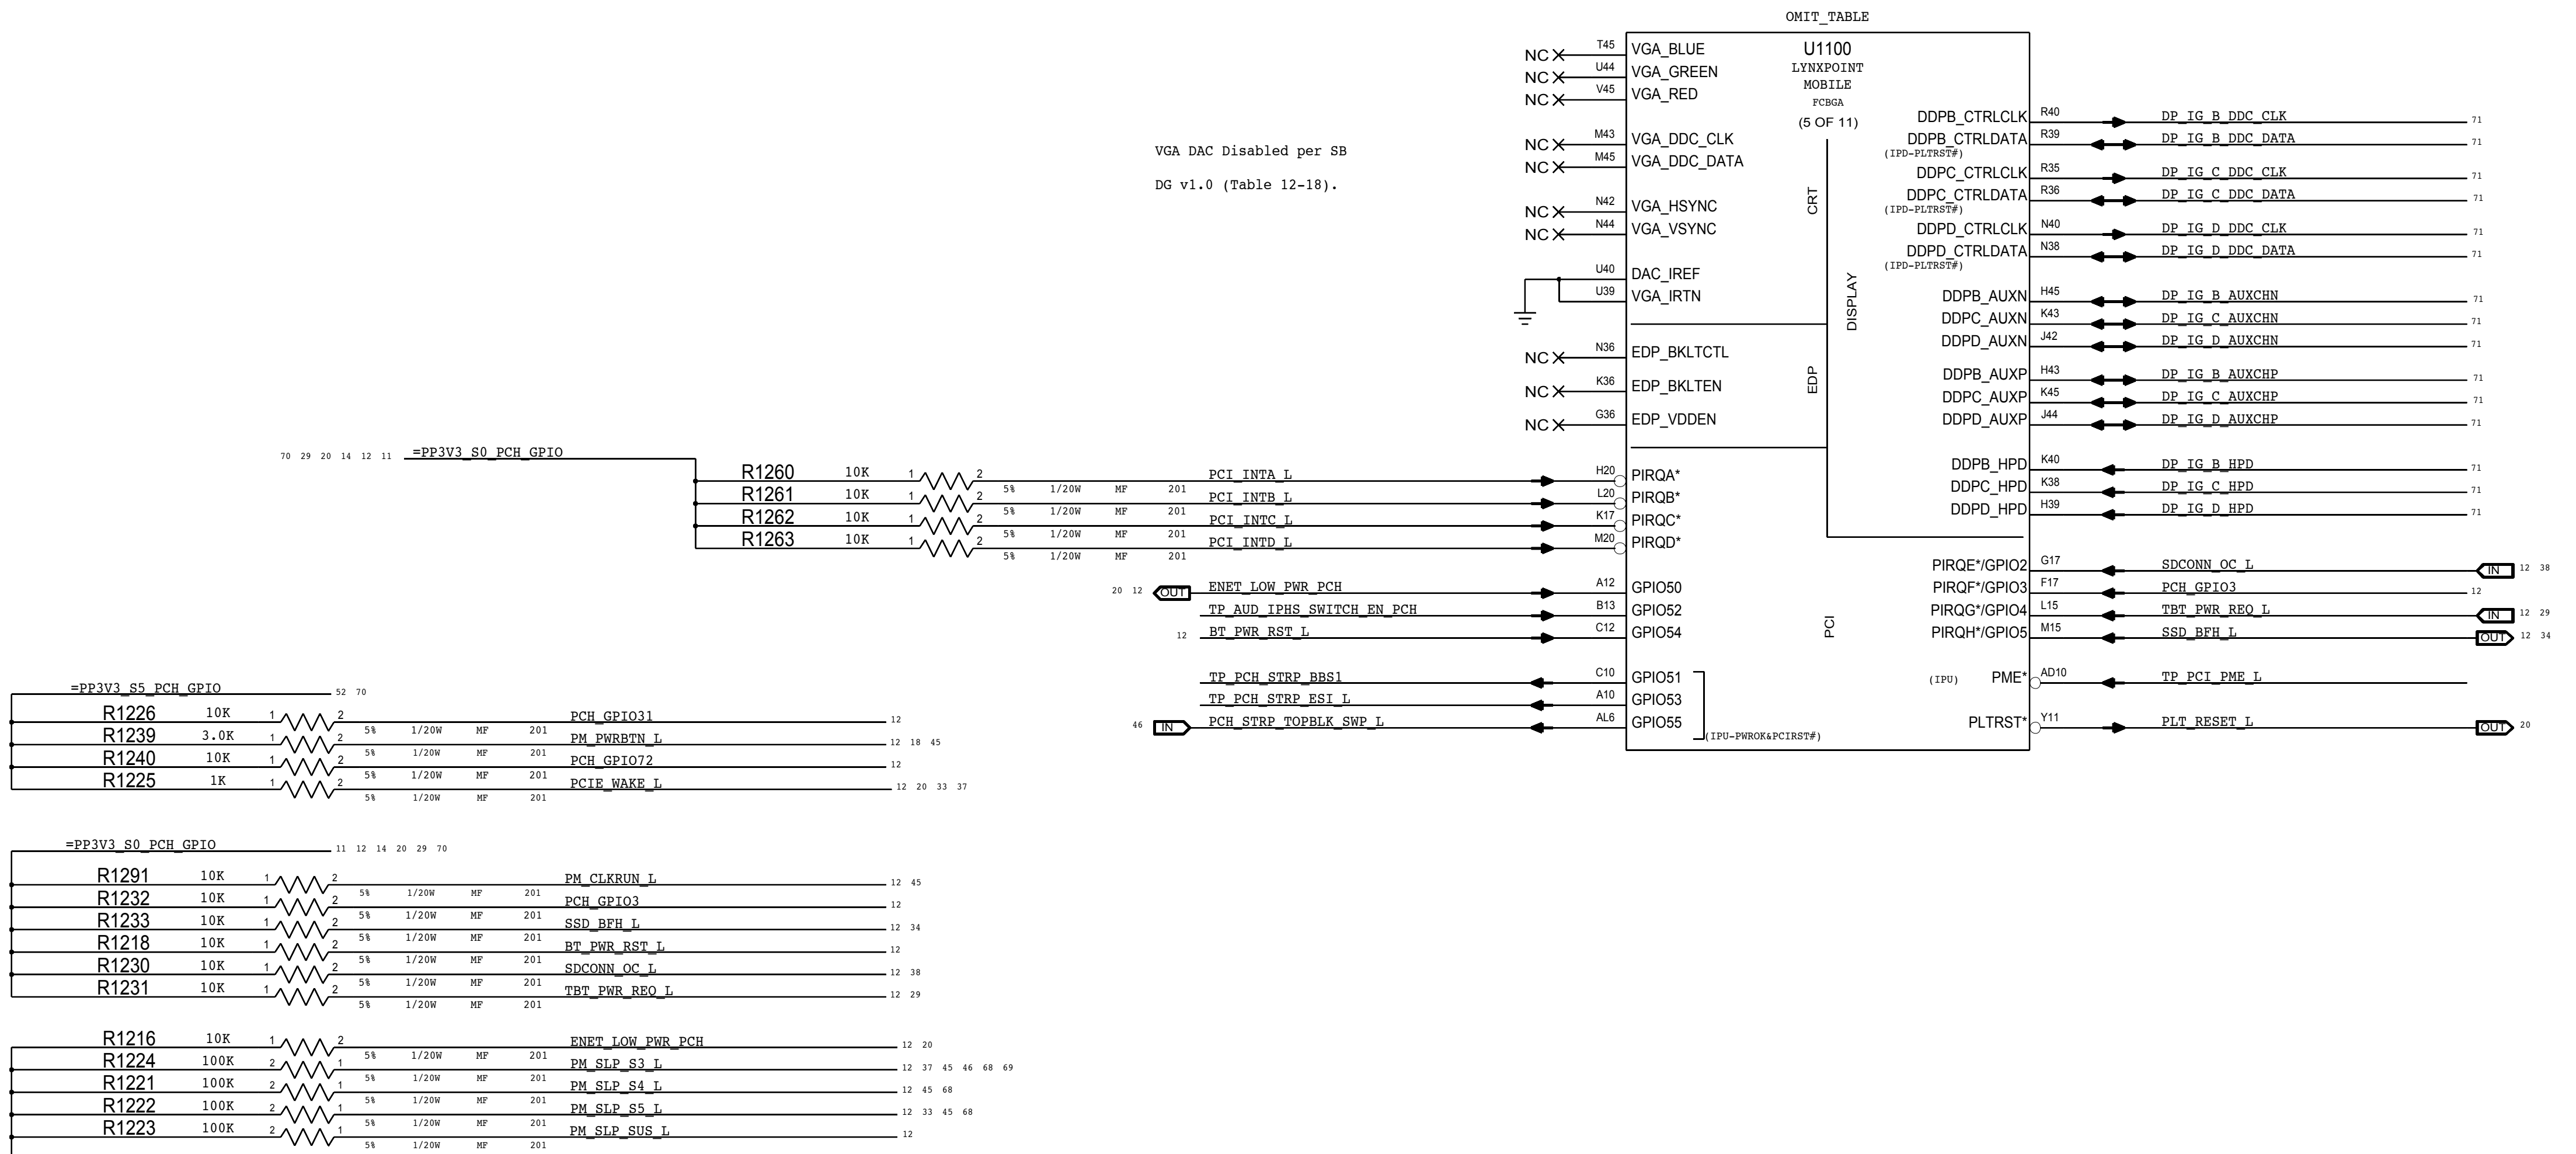 OMIT_TABLE
U1100
LYNXPOINT
MOBILE
FCBGA
(5 OF 11)
VGA DAC Disabled per SB
DG v1.0 (Table 12-18).
NC T45 VGA_BLUE
NC U44 VGA_GREEN
NC V45 VGA_RED
NC M43 VGA_DDC_CLK
NC M45 VGA_DDC_DATA
NC N42 VGA_HSYNC
NC N44 VGA_VSYNC
U40 DAC_IREF
U39 VGA_IRTN
NC N36 EDP_BKLTCTL
NC K36 EDP_BKLTEN
NC G36 EDP_VDDEN
CRT
DISPLAY
EDP
PCI
DDPB_CTRLCLK R40 DP_IG_B_DDC_CLK 71
DDPB_CTRLDATA R39 DP_IG_B_DDC_DATA 71
(IPD-PLTRST#)
DDPC_CTRLCLK R35 DP_IG_C_DDC_CLK 71
DDPC_CTRLDATA R36 DP_IG_C_DDC_DATA 71
(IPD-PLTRST#)
DDPD_CTRLCLK N40 DP_IG_D_DDC_CLK 71
DDPD_CTRLDATA N38 DP_IG_D_DDC_DATA 71
(IPD-PLTRST#)
DDPB_AUXN H45 DP_IG_B_AUXCHN 71
DDPC_AUXN K43 DP_IG_C_AUXCHN 71
DDPD_AUXN J42 DP_IG_D_AUXCHN 71
DDPB_AUXP H43 DP_IG_B_AUXCHP 71
DDPC_AUXP K45 DP_IG_C_AUXCHP 71
DDPD_AUXP J44 DP_IG_D_AUXCHP 71
DDPB_HPD K40 DP_IG_B_HPD 71
DDPC_HPD K38 DP_IG_C_HPD 71
DDPD_HPD H39 DP_IG_D_HPD 71
PIRQE*/GPIO2 G17 SDCONN_OC_L IN 12 38
PIRQF*/GPIO3 F17 PCH_GPIO3 12
PIRQG*/GPIO4 L15 TBT_PWR_REQ_L IN 12 29
PIRQH*/GPIO5 M15 SSD_BFH_L OUT 12 34
(IPU) PME* AD10 TP_PCI_PME_L
PLTRST* Y11 PLT_RESET_L OUT 20
70 29 20 14 12 11 =PP3V3_S0_PCH_GPIO
R1260 10K 1 2 5% 1/20W MF 201 PCI_INTA_L H20 PIRQA*
R1261 10K 1 2 5% 1/20W MF 201 PCI_INTB_L L20 PIRQB*
R1262 10K 1 2 5% 1/20W MF 201 PCI_INTC_L K17 PIRQC*
R1263 10K 1 2 5% 1/20W MF 201 PCI_INTD_L M20 PIRQD*
20 12 OUT ENET_LOW_PWR_PCH A12 GPIO50
TP_AUD_IPHS_SWITCH_EN_PCH B13 GPIO52
12 BT_PWR_RST_L C12 GPIO54
TP_PCH_STRP_BBS1 C10 GPIO51
TP_PCH_STRP_ESI_L A10 GPIO53
46 IN PCH_STRP_TOPBLK_SWP_L AL6 GPIO55
(IPU-PWROK&PCIRST#)
=PP3V3_S5_PCH_GPIO 52 70
R1226 10K 1 2 5% 1/20W MF 201 PCH_GPIO31 12
R1239 3.0K 1 2 5% 1/20W MF 201 PM_PWRBTN_L 12 18 45
R1240 10K 1 2 5% 1/20W MF 201 PCH_GPIO72 12
R1225 1K 1 2 5% 1/20W MF 201 PCIE_WAKE_L 12 20 33 37
=PP3V3_S0_PCH_GPIO 11 12 14 20 29 70
R1291 10K 1 2 5% 1/20W MF 201 PM_CLKRUN_L 12 45
R1232 10K 1 2 5% 1/20W MF 201 PCH_GPIO3 12
R1233 10K 1 2 5% 1/20W MF 201 SSD_BFH_L 12 34
R1218 10K 1 2 5% 1/20W MF 201 BT_PWR_RST_L 12
R1230 10K 1 2 5% 1/20W MF 201 SDCONN_OC_L 12 38
R1231 10K 1 2 5% 1/20W MF 201 TBT_PWR_REQ_L 12 29
R1216 10K 1 2 5% 1/20W MF 201 ENET_LOW_PWR_PCH 12 20
R1224 100K 2 1 5% 1/20W MF 201 PM_SLP_S3_L 12 37 45 46 68 69
R1221 100K 2 1 5% 1/20W MF 201 PM_SLP_S4_L 12 45 68
R1222 100K 2 1 5% 1/20W MF 201 PM_SLP_S5_L 12 33 45 68
R1223 100K 2 1 5% 1/20W MF 201 PM_SLP_SUS_L 12